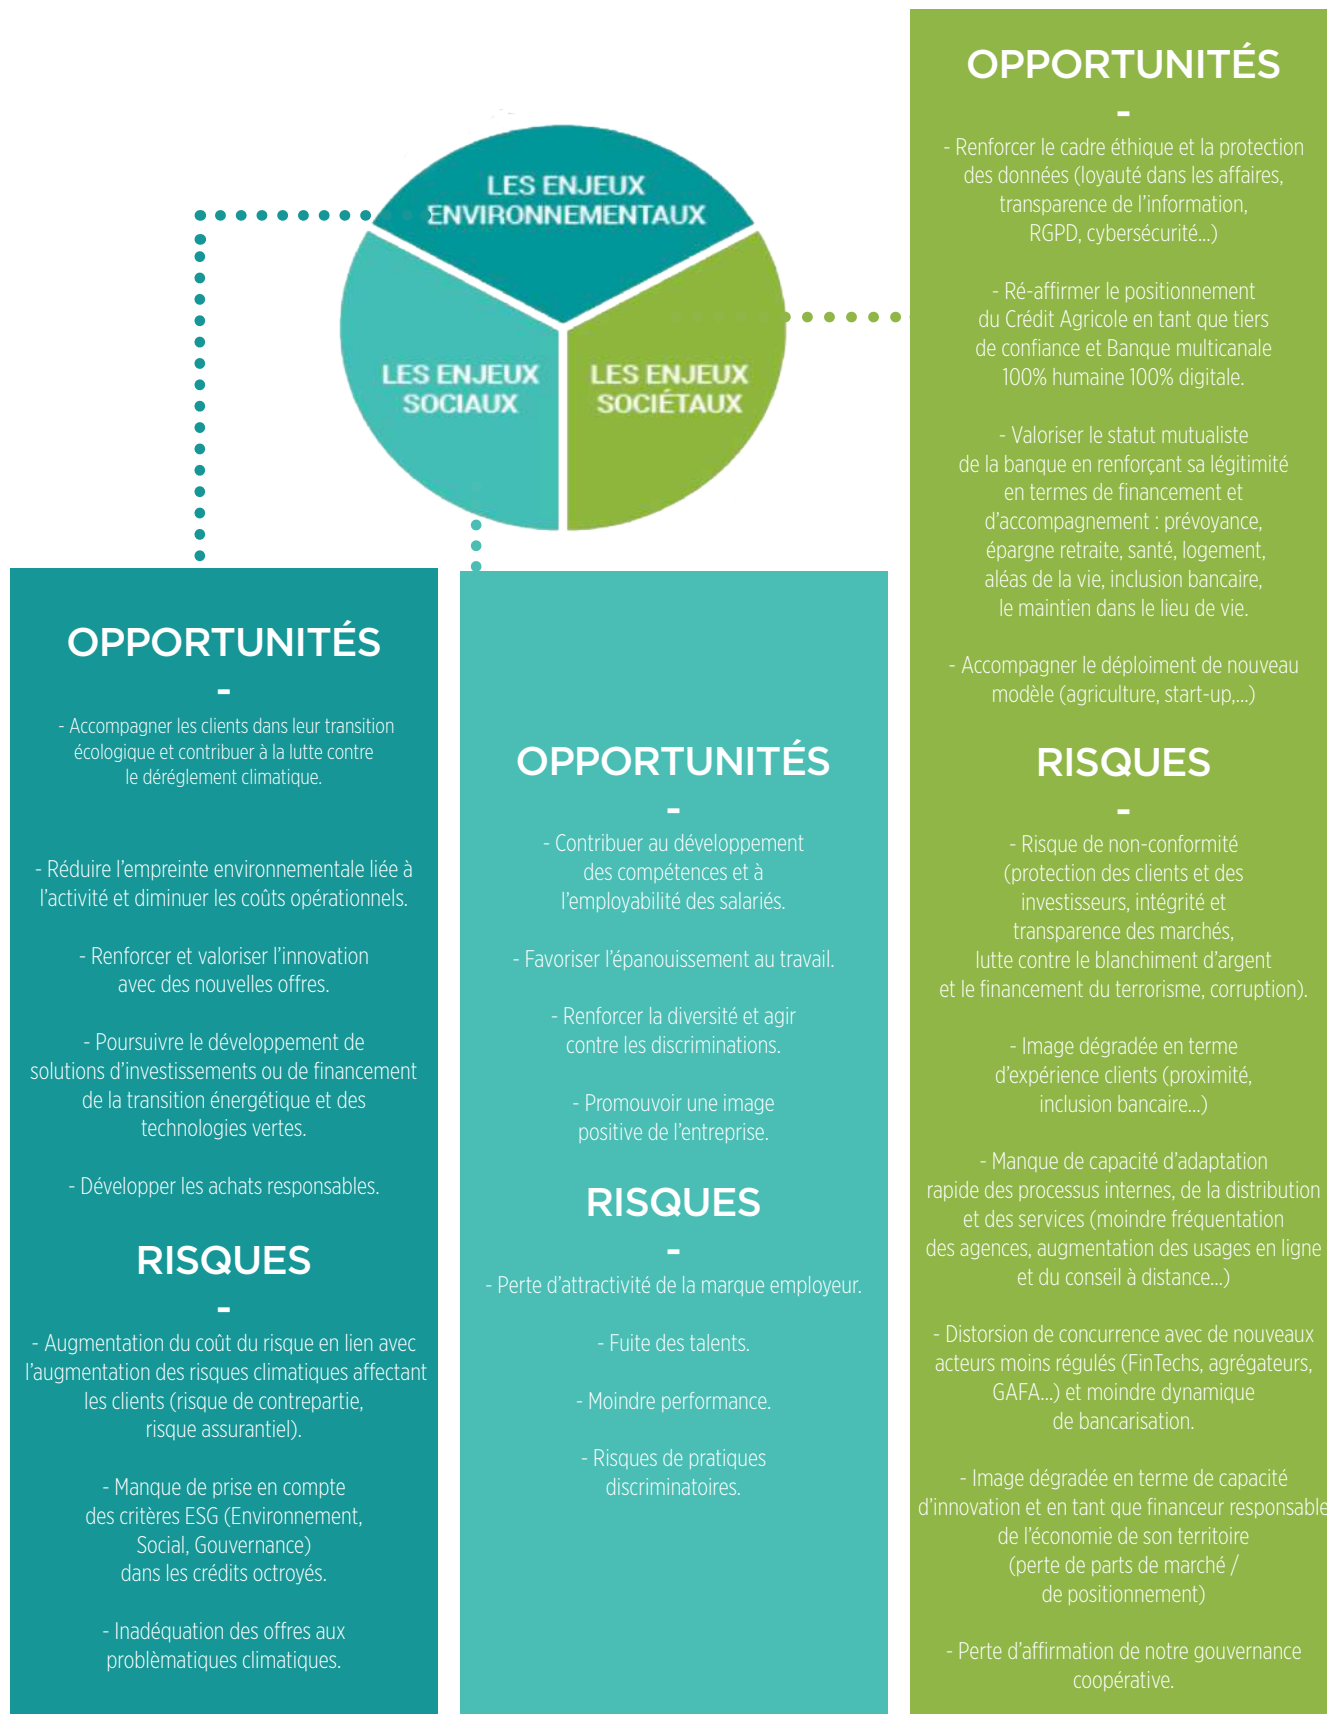 LES ENJEUX
ENVIRONNEMENTAUX
LES ENJEUX
SOCIAUX
LES ENJEUX
SOCIÉTAUX
OPPORTUNITÉS
-
- Accompagner les clients dans leur transition
écologique et contribuer à la lutte contre
le déréglement climatique.
- Réduire l'empreinte environnementale liée à
l'activité et diminuer les coûts opérationnels.
- Renforcer et valoriser l'innovation
avec des nouvelles offres.
- Poursuivre le développement de
solutions d'investissements ou de financement
de la transition énergétique et des
technologies vertes.
- Développer les achats responsables.
RISQUES
-
- Augmentation du coût du risque en lien avec
l'augmentation des risques climatiques affectant
les clients (risque de contrepartie,
risque assurantiel).
- Manque de prise en compte
des critères ESG (Environnement,
Social, Gouvernance)
dans les crédits octroyés.
- Inadéquation des offres aux
problèmatiques climatiques.
OPPORTUNITÉS
-
- Contribuer au développement
des compétences et à
l'employabilité des salariés.
- Favoriser l'épanouissement au travail.
- Renforcer la diversité et agir
contre les discriminations.
- Promouvoir une image
positive de l'entreprise.
RISQUES
-
- Perte d'attractivité de la marque employeur.
- Fuite des talents.
- Moindre performance.
- Risques de pratiques
discriminatoires.
OPPORTUNITÉS
-
- Renforcer le cadre éthique et la protection
des données (loyauté dans les affaires,
transparence de l'information,
RGPD, cybersécurité...)
- Ré-affirmer le positionnement
du Crédit Agricole en tant que tiers
de confiance et Banque multicanale
100% humaine 100% digitale.
- Valoriser le statut mutualiste
de la banque en renforçant sa légitimité
en termes de financement et
d'accompagnement : prévoyance,
épargne retraite, santé, logement,
aléas de la vie, inclusion bancaire,
le maintien dans le lieu de vie.
- Accompagner le déploiment de nouveau
modèle (agriculture, start-up,...)
RISQUES
-
- Risque de non-conformité
(protection des clients et des
investisseurs, intégrité et
transparence des marchés,
lutte contre le blanchiment d'argent
et le financement du terrorisme, corruption).
- Image dégradée en terme
d'expérience clients (proximité,
inclusion bancaire...)
- Manque de capacité d'adaptation
rapide des processus internes, de la distribution
et des services (moindre fréquentation
des agences, augmentation des usages en ligne
et du conseil à distance...)
- Distorsion de concurrence avec de nouveaux
acteurs moins régulés (FinTechs, agrégateurs,
GAFA...) et moindre dynamique
de bancarisation.
- Image dégradée en terme de capacité
d'innovation et en tant que financeur responsable
de l'économie de son territoire
(perte de parts de marché /
de positionnement)
- Perte d'affirmation de notre gouvernance
coopérative.